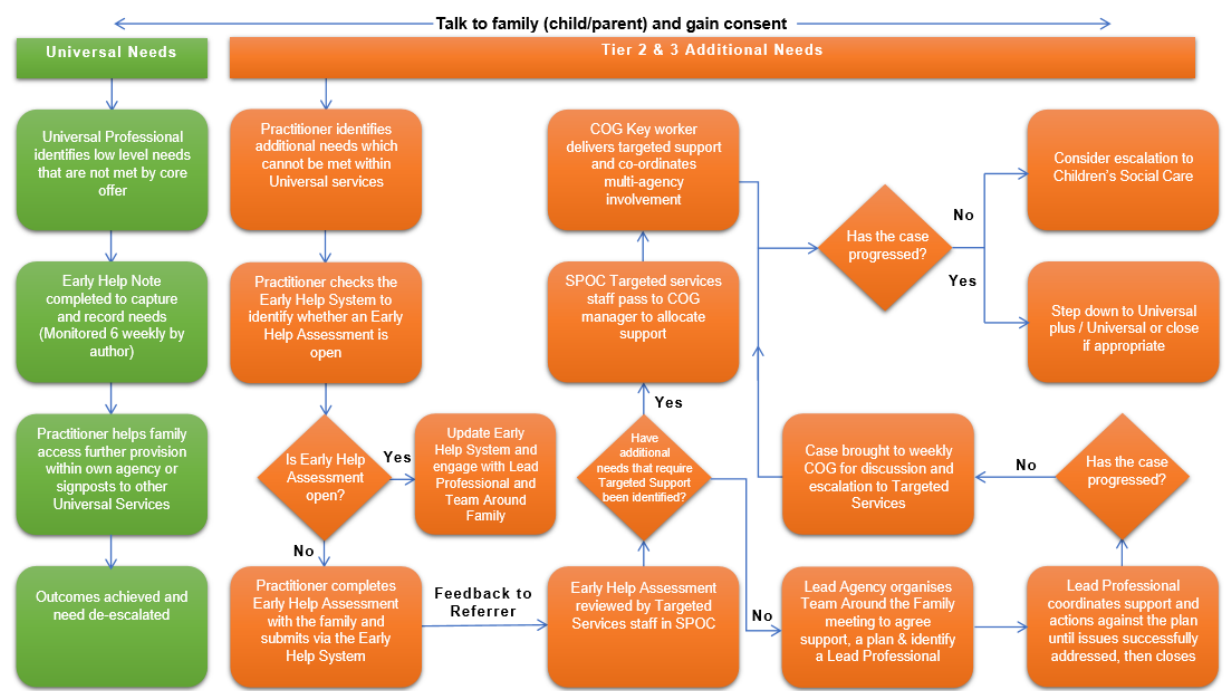 Talk to family (child/parent) and gain consent
Universal Needs
Universal Professional
identifies low level needs
that are not met by core
offer
Early Help Note
completed to capture
and record needs
(Monitored 6 weekly by
author)
Practitioner helps family
access further provision
within own agency or
signposts to other
Universal Services
Outcomes achieved and
need de-escalated
Tier 2 & 3 Additional Needs
Practitioner identifies
additional needs which
cannot be met within
Universal services
Practitioner checks the
Early Help System to
identify whether an Early
Help Assessment is
open
Is Early Help
Assessment
open?
Yes
Update Early
Help System and
engage with Lead
Professional and
Team Around
Family
No
Practitioner completes
Early Help Assessment
with the family and
submits via the Early
Help System
Feedback to
Referrer
Early Help Assessment
reviewed by Targeted
Services staff in SPOC
Have
additional
needs that require
Targeted Support
been identified?
Yes
SPOC Targeted services
staff pass to COG
manager to allocate
support
COG Key worker
delivers targeted support
and co-ordinates
multi-agency
involvement
No
Lead Agency organises
Team Around the Family
meeting to agree
support, a plan & identify
a Lead Professional
Lead Professional
coordinates support and
actions against the plan
until issues successfully
addressed, then closes
Has the case
progressed?
No
Case brought to weekly
COG for discussion and
escalation to Targeted
Services
Has the case
progressed?
No
Consider escalation to
Children's Social Care
Yes
Step down to Universal
plus / Universal or close
if appropriate